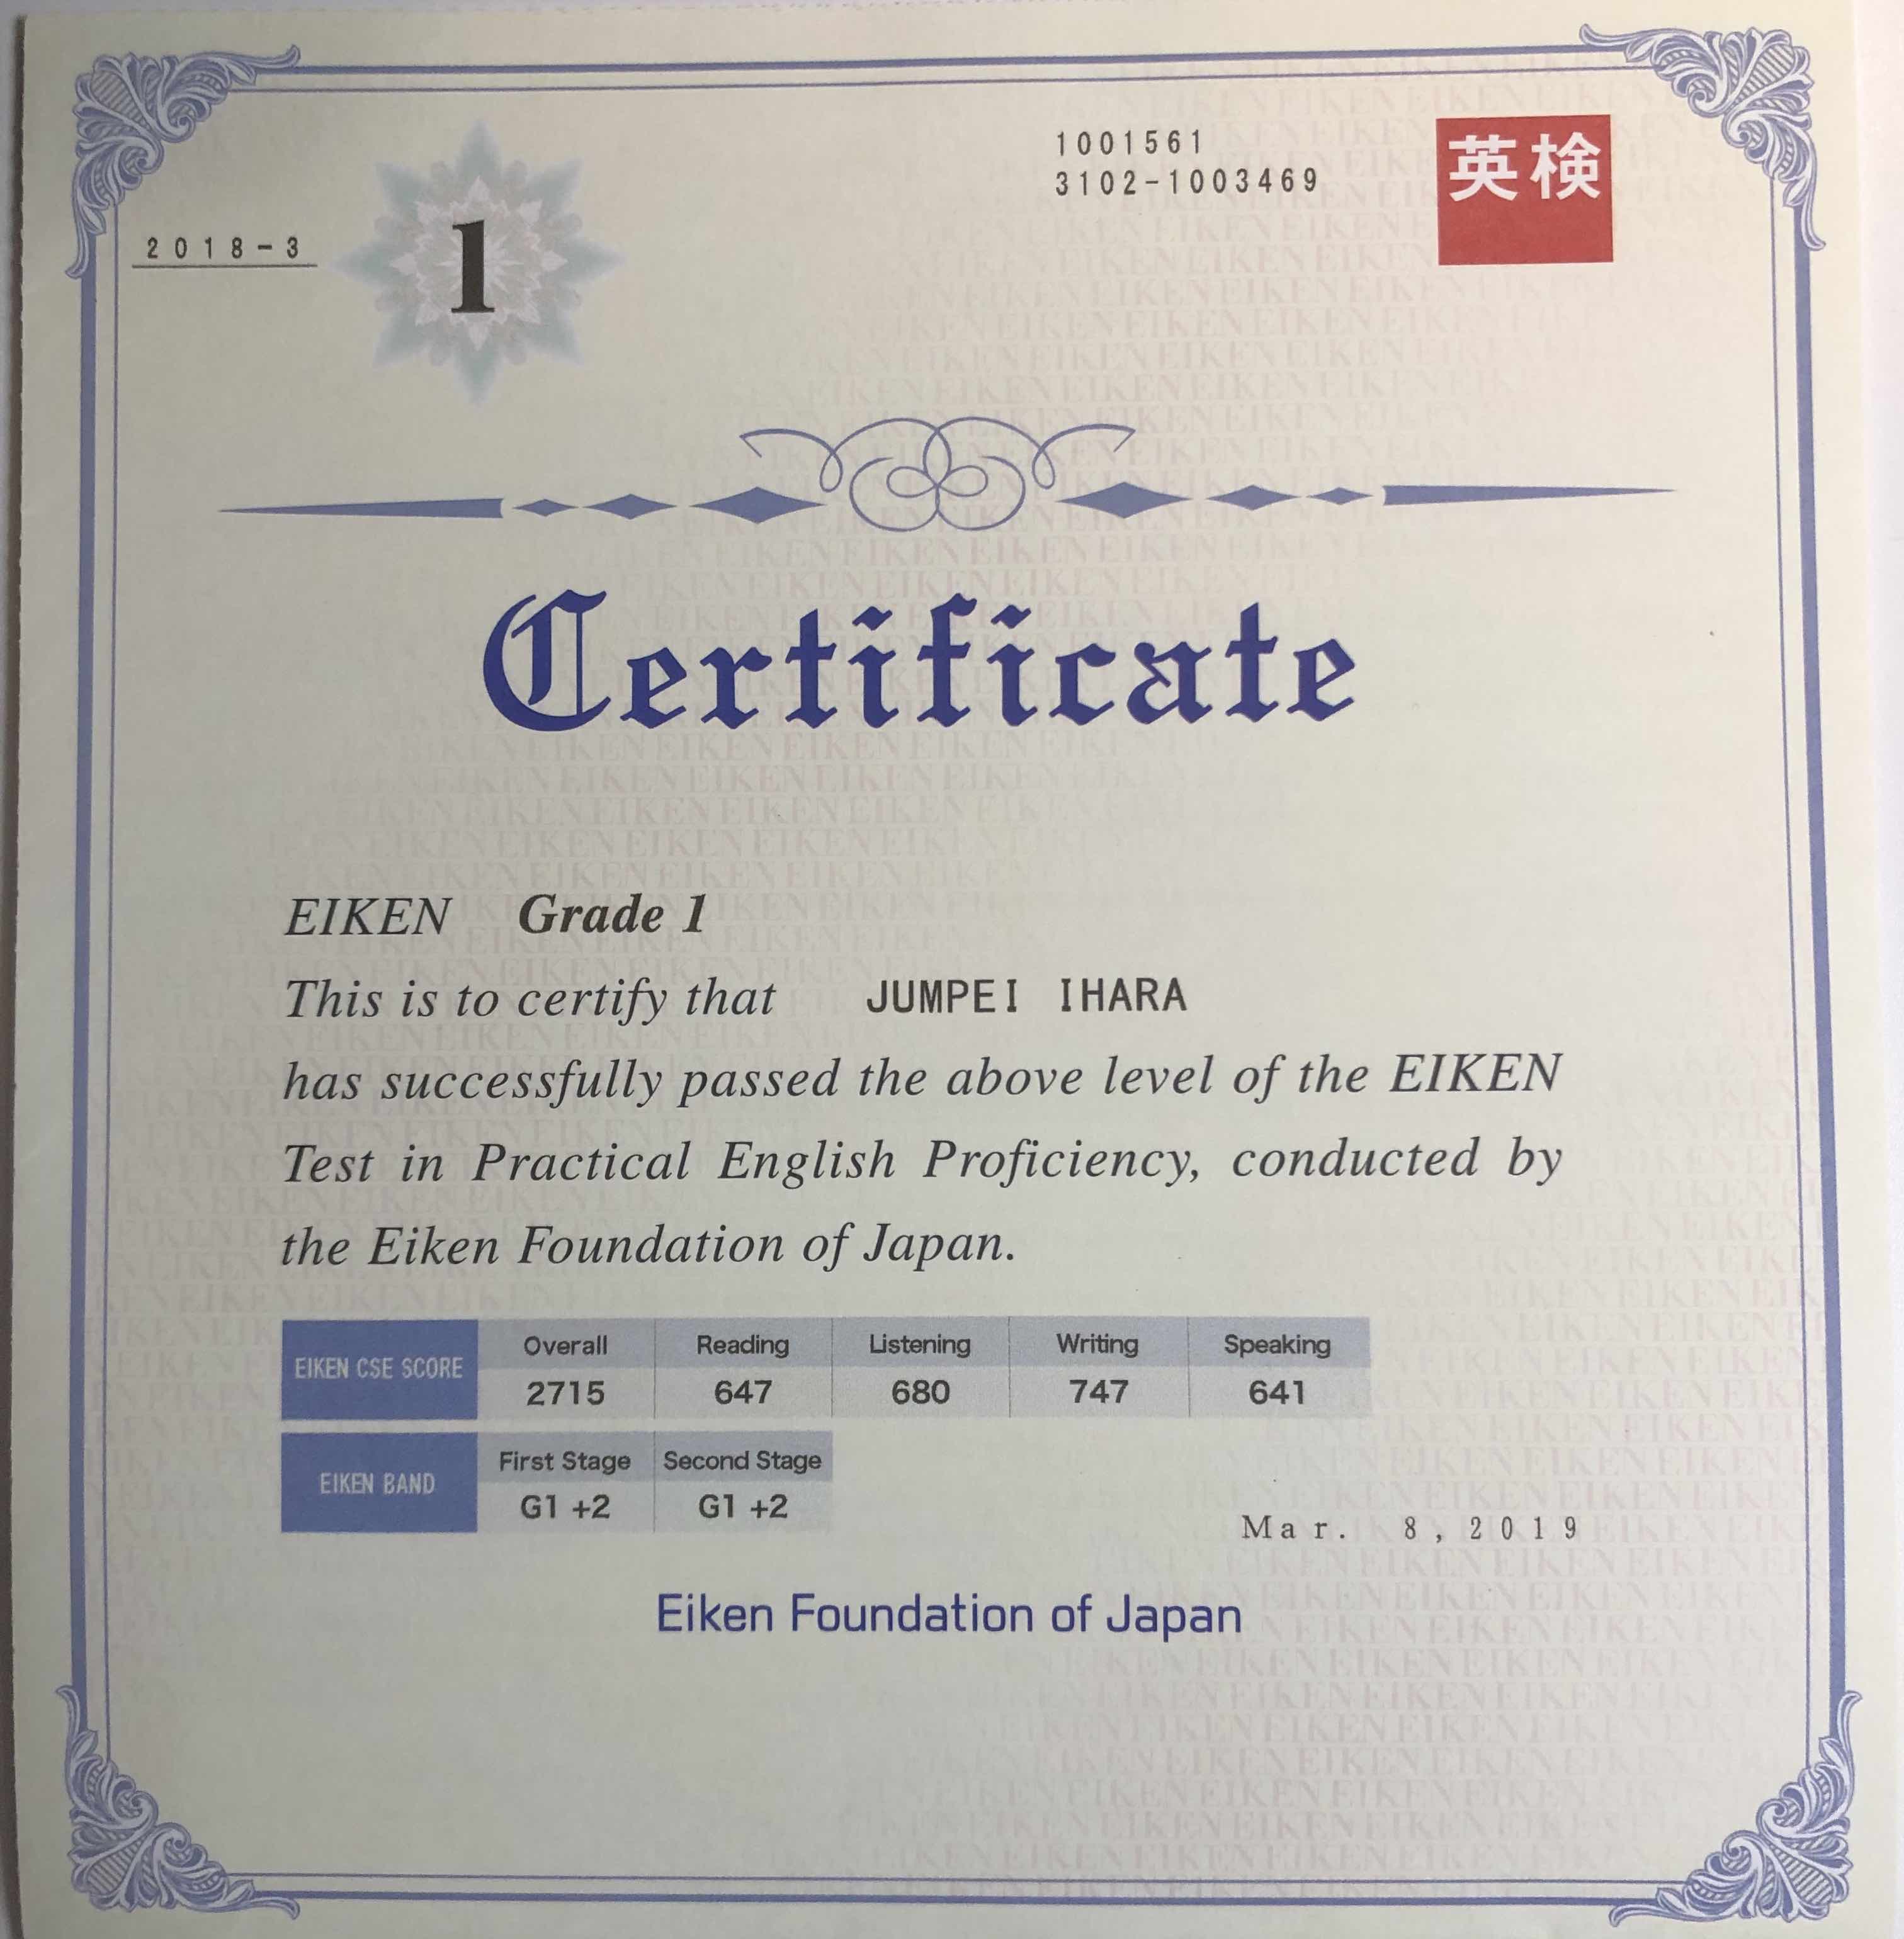 1001561
3102-1003469
英検
2018-3
1
Certificate
EIKEN Grade 1
This is to certify that JUMPEI IHARA
has successfully passed the above level of the EIKEN
Test in Practical English Proficiency, conducted by
the Eiken Foundation of Japan.
EIKEN CSE SCORE
Overall Reading Listening Writing Speaking
2715 647 680 747 641
EIKEN BAND
First Stage Second Stage
G1 +2 G1 +2
Mar. 8, 2019
Eiken Foundation of Japan